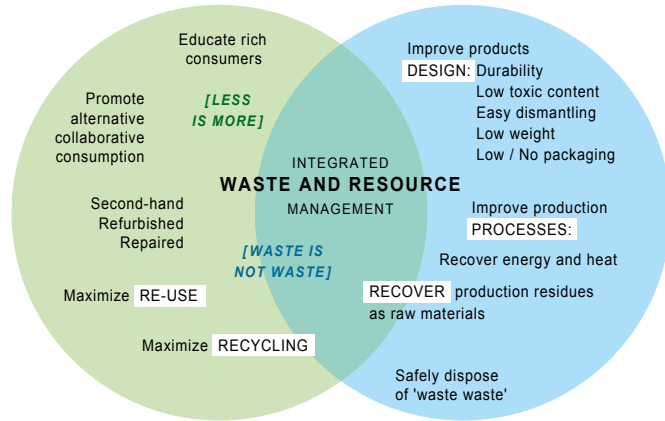 Educate rich
consumers
Promote
alternative
collaborative
consumption
[LESS
IS MORE]
Second-hand
Refurbished
Repaired
[WASTE IS
NOT WASTE]
Maximize RE-USE
Maximize RECYCLING
INTEGRATED
WASTE AND RESOURCE
MANAGEMENT
Improve products
DESIGN: Durability
Low toxic content
Easy dismantling
Low weight
Low / No packaging
Improve production
PROCESSES:
Recover energy and heat
RECOVER production residues
as raw materials
Safely dispose
of 'waste waste'